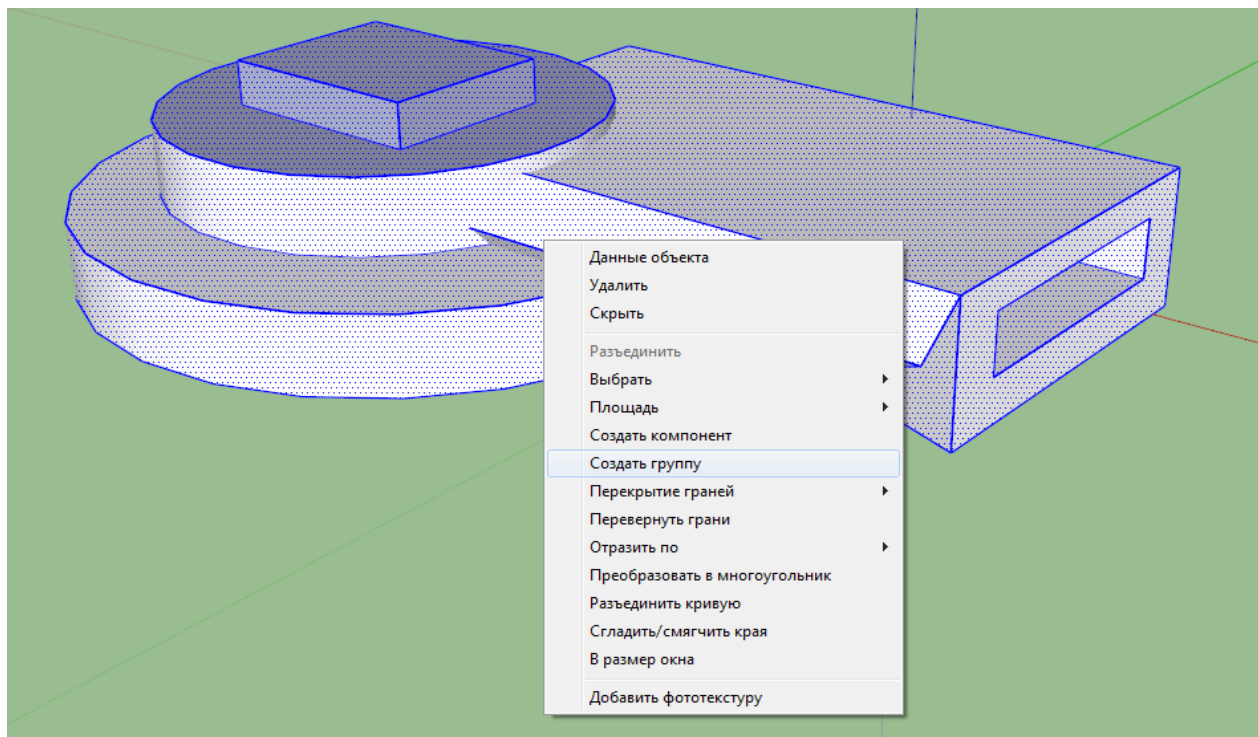 Данные объекта
Удалить
Скрыть
Разъединить
Выбрать
Площадь
Создать компонент
Создать группу
Перекрытие граней
Перевернуть грани
Отразить по
Преобразовать в многоугольник
Разъединить кривую
Сгладить/смягчить края
В размер окна
Добавить фототекстуру